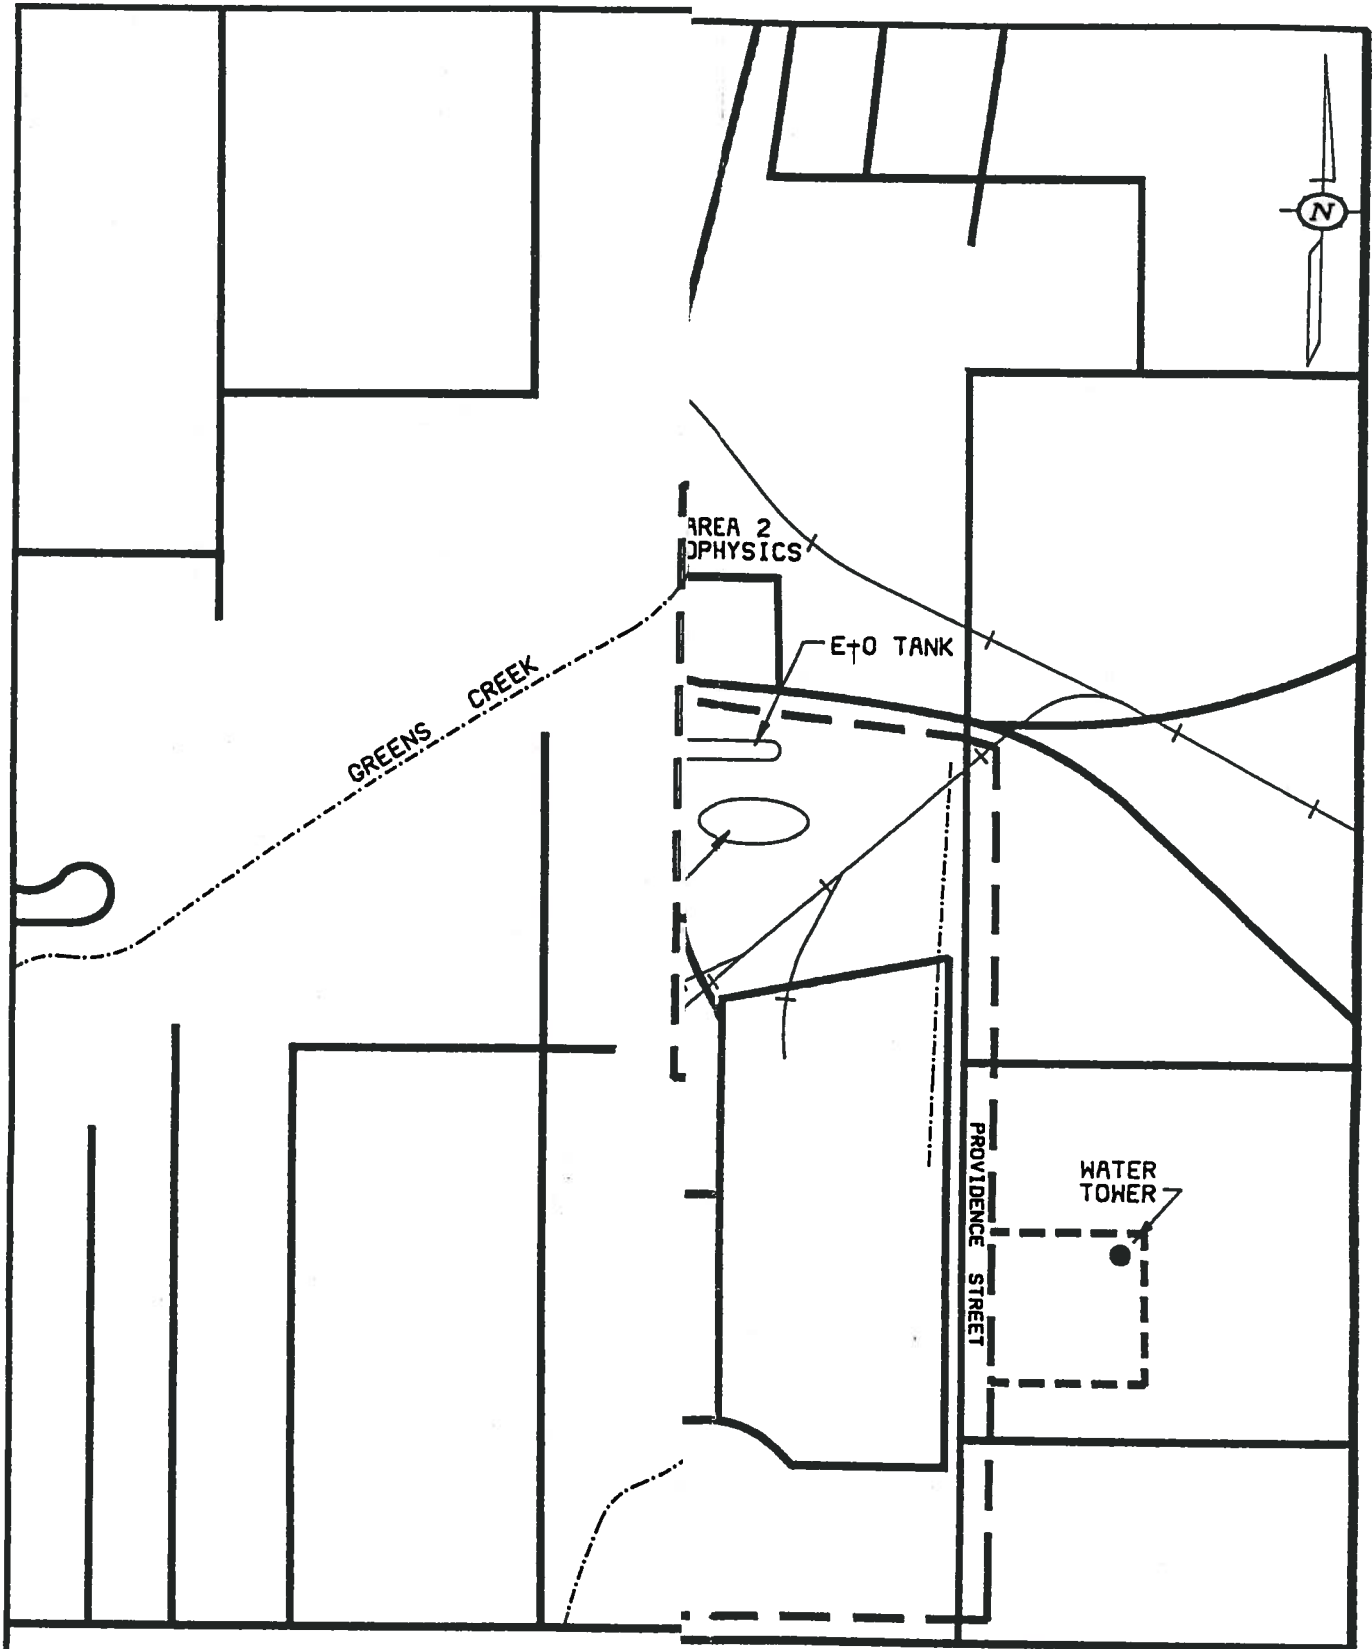 N
AREA 2
OPHYSICS
E†O TANK
GREENS CREEK
PROVIDENCE STREET
WATER
TOWER